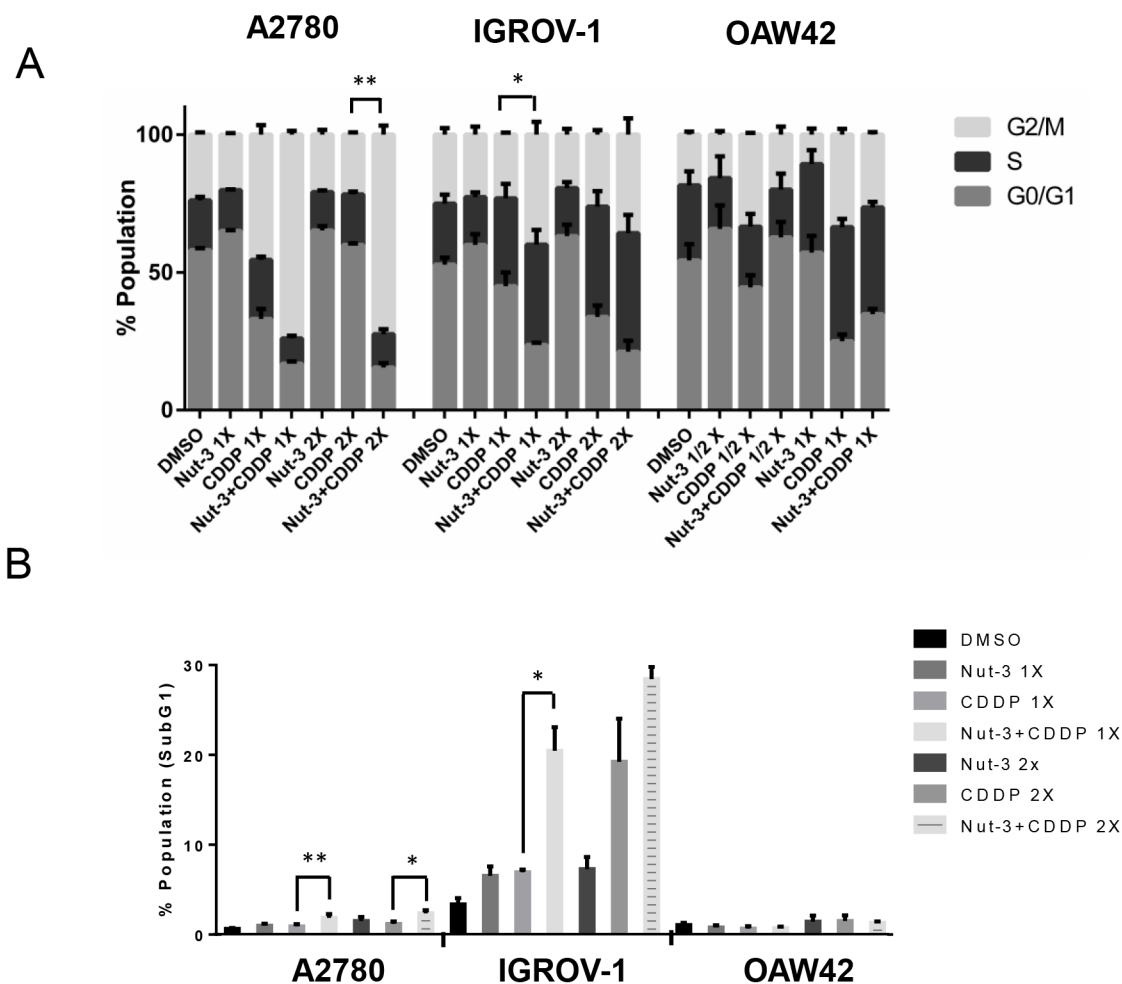 A2780 IGROV-1 OAW42
A
** *
100
50
0
% Population
G2/M
S
G0/G1
DMSO
Nut-3 1X
CDDP 1X
Nut-3+CDDP 1X
Nut-3 2X
CDDP 2X
Nut-3+CDDP 2X
DMSO
Nut-3 1X
CDDP 1X
Nut-3+CDDP 1X
Nut-3 2X
CDDP 2X
Nut-3+CDDP 2X
DMSO
Nut-3 1/2 X
CDDP 1/2 X
Nut-3+CDDP 1/2 X
Nut-3 1X
CDDP 1X
Nut-3+CDDP 1X
B
30
20
10
0
% Population (SubG1)
** * *
DMSO
Nut-3 1X
CDDP 1X
Nut-3+CDDP 1X
Nut-3 2x
CDDP 2X
Nut-3+CDDP 2X
A2780 IGROV-1 OAW42